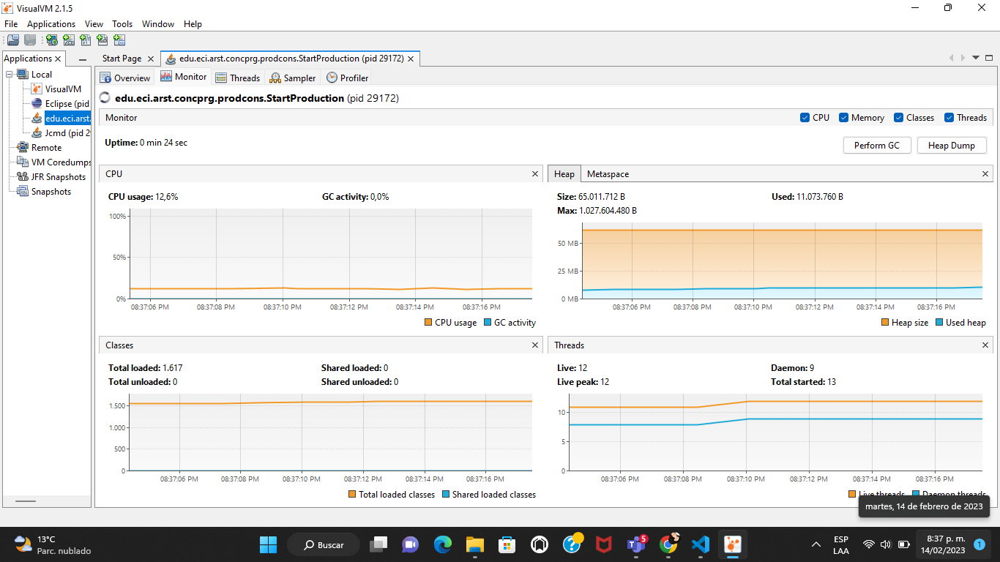 VisualVM 2.1.5
File Applications View Tools Window Help
Applications
Start Page
edu.eci.arst.concprg.prodcons.StartProduction (pid 29172)
Local
VisualVM
Eclipse (pid
edu.eci.arst.
Jcmd (pid 2
Remote
VM Coredumps
JFR Snapshots
Snapshots
Overview Monitor Threads Sampler Profiler
edu.eci.arst.concprg.prodcons.StartProduction (pid 29172)
Monitor
CPU Memory Classes Threads
Uptime: 0 min 24 sec
Perform GC Heap Dump
CPU
CPU usage: 12,6% GC activity: 0,0%
100%
50%
0%
08:37:06 PM 08:37:08 PM 08:37:10 PM 08:37:12 PM 08:37:14 PM 08:37:16 PM
CPU usage GC activity
Heap Metaspace
Size: 65.011.712 B Used: 11.073.760 B
Max: 1.027.604.480 B
50 MB
25 MB
0 MB
08:37:06 PM 08:37:08 PM 08:37:10 PM 08:37:12 PM 08:37:14 PM 08:37:16 PM
Heap size Used heap
Classes
Total loaded: 1.617 Shared loaded: 0
Total unloaded: 0 Shared unloaded: 0
1.500
1.000
500
0
08:37:06 PM 08:37:08 PM 08:37:10 PM 08:37:12 PM 08:37:14 PM 08:37:16 PM
Total loaded classes Shared loaded classes
Threads
Live: 12 Daemon: 9
Live peak: 12 Total started: 13
10
5
0
08:37:06 PM 08:37:08 PM 08:37:10 PM 08:37:12 PM 08:37:14 PM 08:37:16 PM
Live threads Daemon threads
martes, 14 de febrero de 2023
13°C
Parc. nublado
Buscar
5
ESP
LAA
8:37 p. m.
14/02/2023
1